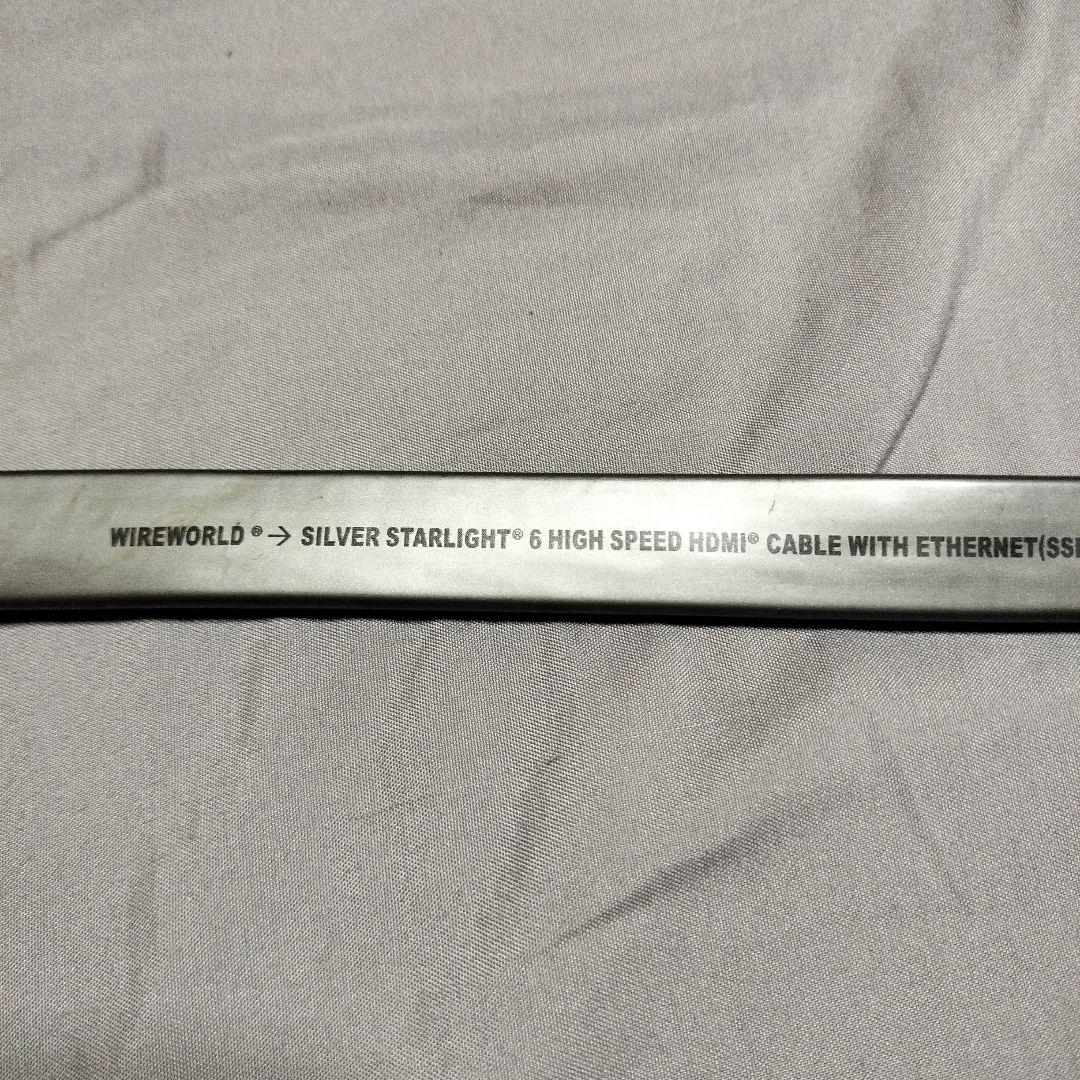 WIREWORLD ®→ SILVER STARLIGHT® 6 HIGH SPEED HDMI® CABLE WITH ETHERNET(SS